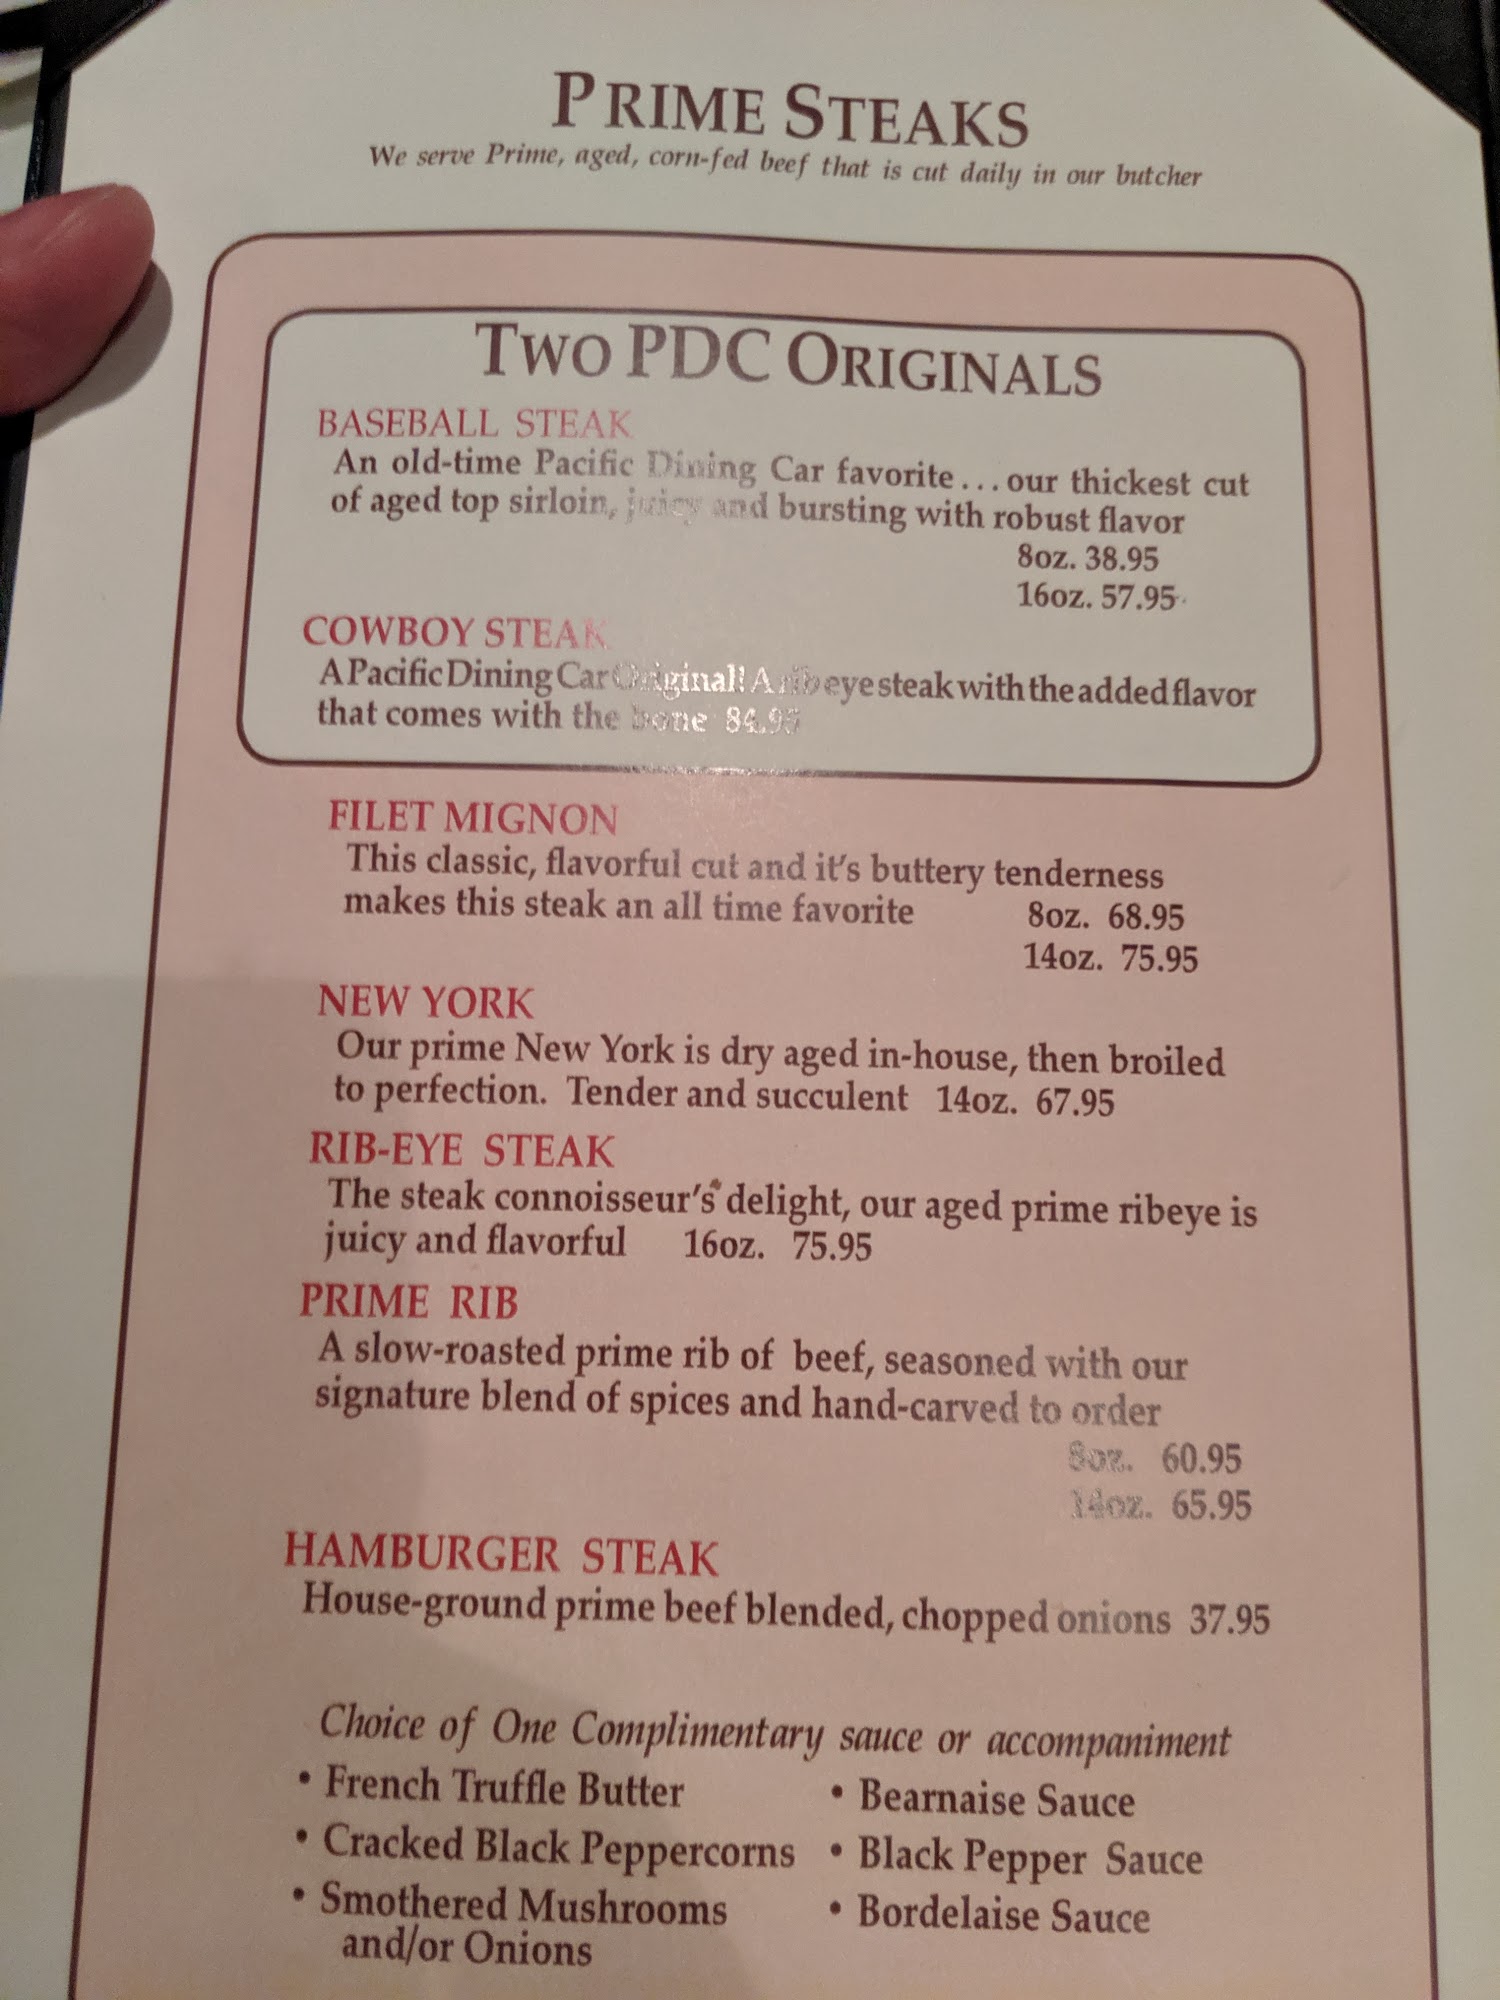 PRIME STEAKS
We serve Prime, aged, corn-fed beef that is cut daily in our butcher
TWO PDC ORIGINALS
BASEBALL STEAK
An old-time Pacific Dining Car favorite...our thickest cut
of aged top sirloin, juicy and bursting with robust flavor
8oz. 38.95
16oz. 57.95
COWBOY STEAK
A Pacific Dining Car Original! A rib eye steak with the added flavor
that comes with the bone 84.95
FILET MIGNON
This classic, flavorful cut and it's buttery tenderness
makes this steak an all time favorite 8oz. 68.95
14oz. 75.95
NEW YORK
Our prime New York is dry aged in-house, then broiled
to perfection. Tender and succulent 14oz. 67.95
RIB-EYE STEAK
The steak connoisseur's delight, our aged prime ribeye is
juicy and flavorful 16oz. 75.95
PRIME RIB
A slow-roasted prime rib of beef, seasoned with our
signature blend of spices and hand-carved to order
8oz. 60.95
14oz. 65.95
HAMBURGER STEAK
House-ground prime beef blended, chopped onions 37.95
Choice of One Complimentary sauce or accompaniment
• French Truffle Butter • Bearnaise Sauce
• Cracked Black Peppercorns • Black Pepper Sauce
• Smothered Mushrooms • Bordelaise Sauce
and/or Onions